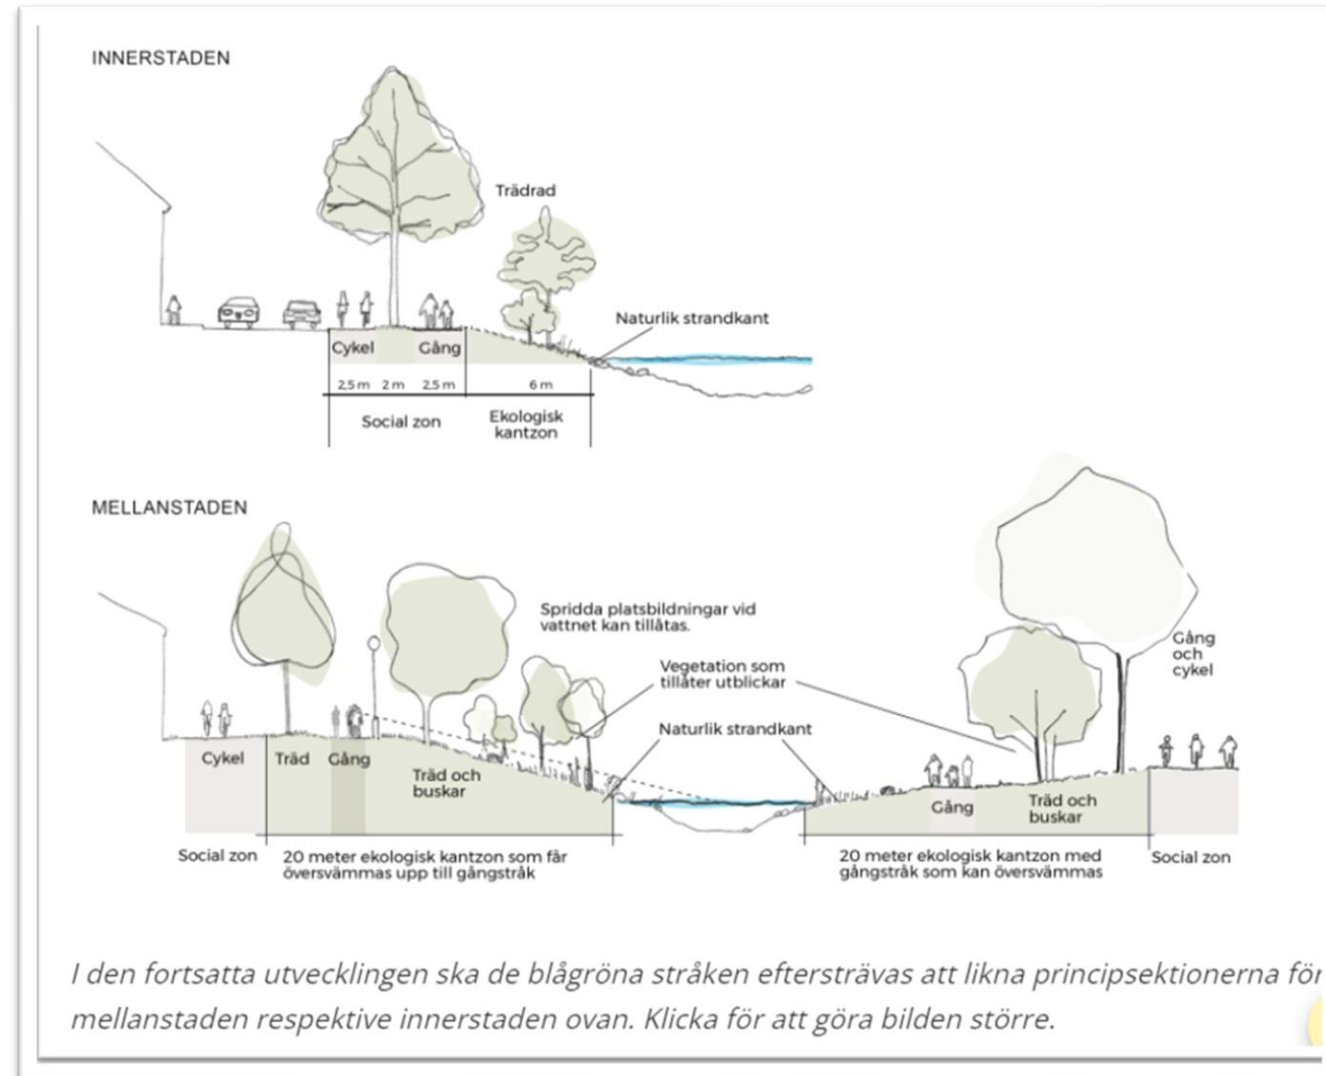 INNERSTADEN
Trädrad
Naturlik strandkant
Cykel
Gång
2,5 m 2 m 2,5 m
6 m
Social zon
Ekologisk
kantzon
MELLANSTADEN
Spridda platsbildningar vid
vattnet kan tillåtas.
Vegetation som
tillåter utblickar
Naturlik strandkant
Gång
och
cykel
Cykel
Träd
Gång
Träd och
buskar
Gång
Träd och
buskar
Social zon
20 meter ekologisk kantzon som får
översvämmas upp till gångstråk
20 meter ekologisk kantzon med
gångstråk som kan översvämmas
Social zon
I den fortsatta utvecklingen ska de blågröna stråken eftersträvas att likna principsektionerna för
mellanstaden respektive innerstaden ovan. Klicka för att göra bilden större.